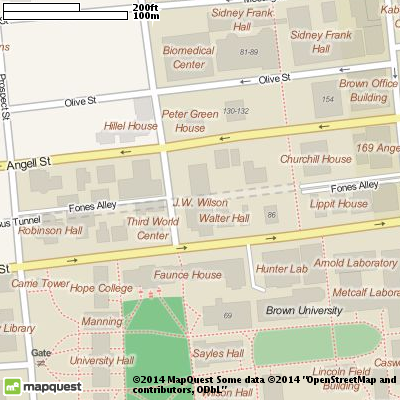 200ft
100m
Sidney Frank
Hall
Sidney Frank
Hall
Biomedical
Center
81-89
Olive St
Prospect St
Brown Office
Building
154
Olive St
Peter Green
House
130-132
Hillel House
Angell St
Churchill House
169 Angel
Fones Alley
Fones Alley
J.W. Wilson
Walter Hall
Lippit House
us Tunnel
Robinson Hall
Third World
Center
86
St
Faunce House
Carrie Tower
Hope College
Hunter Lab
Arnold Laboratory
Metcalf Labora
Brown University
Manning
69
y Library
Gate
University Hall
Sayles Hall
Wilson Hall
Lincoln Field
Building
Casw
mapquest
©2014 MapQuest Some data ©2014 "OpenStreetMap and
contributors, ODbL"